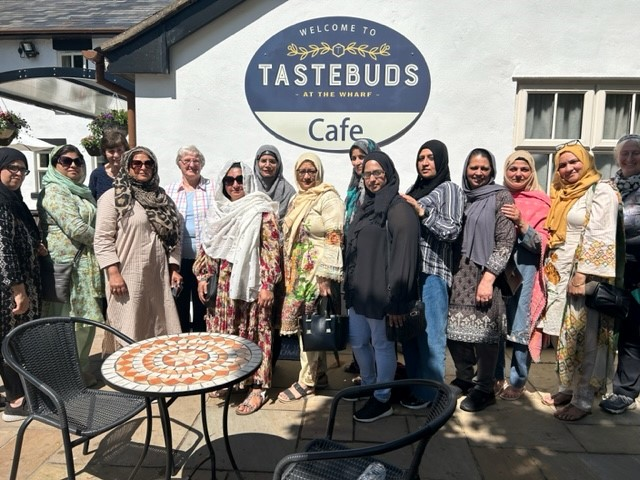 WELCOME TO
TASTEBUDS
- AT THE WHARF -
Cafe